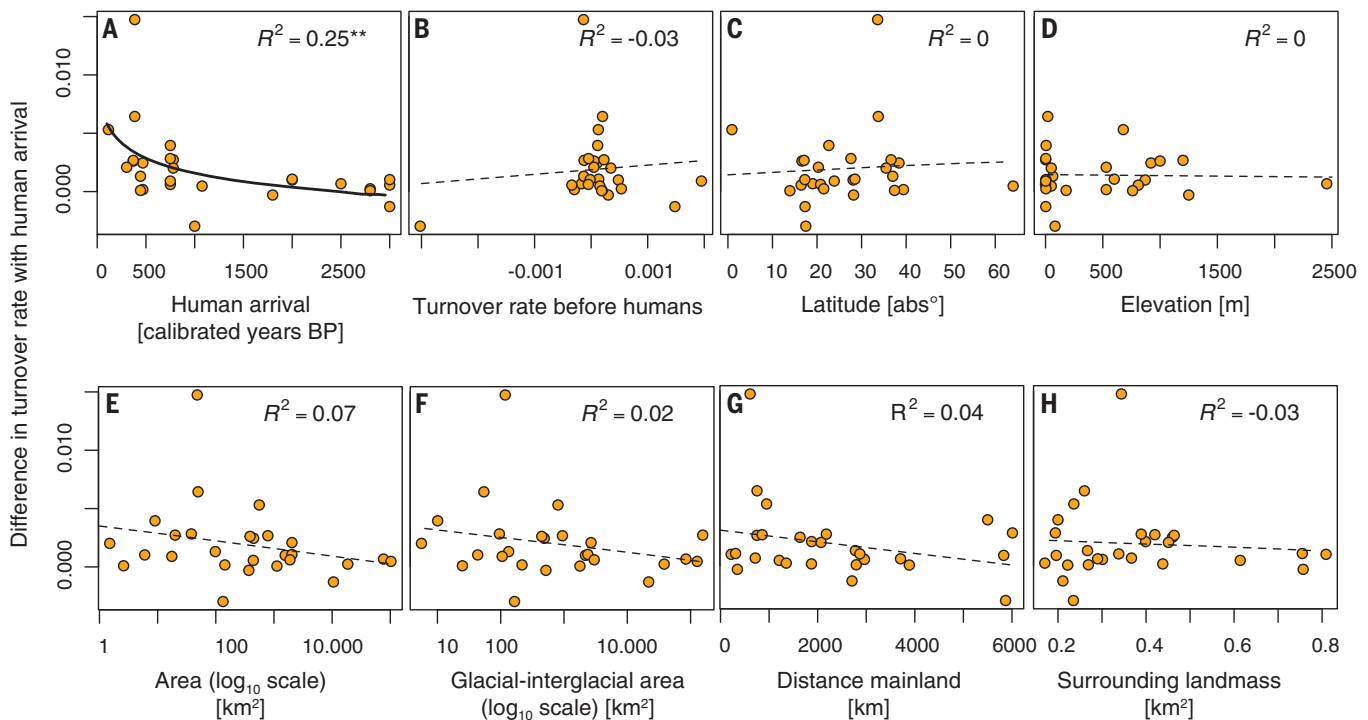 Difference in turnover rate with human arrival
A
R² = 0.25**
B
R² = -0.03
C
R² = 0
D
R² = 0
0.010
0.000
0
500
1500
2500
-0.001
0.001
0
20
40
60
0
500
1500
2500
Human arrival
[calibrated years BP]
Turnover rate before humans
Latitude [abs°]
Elevation [m]
E
R² = 0.07
F
R² = 0.02
G
R² = 0.04
H
R² = -0.03
0.010
0.000
1
100
10.000
10
100
10.000
0
2000
4000
6000
0.2
0.4
0.6
0.8
Area (log₁₀ scale)
[km²]
Glacial-interglacial area
(log₁₀ scale) [km²]
Distance mainland
[km]
Surrounding landmass
[km²]